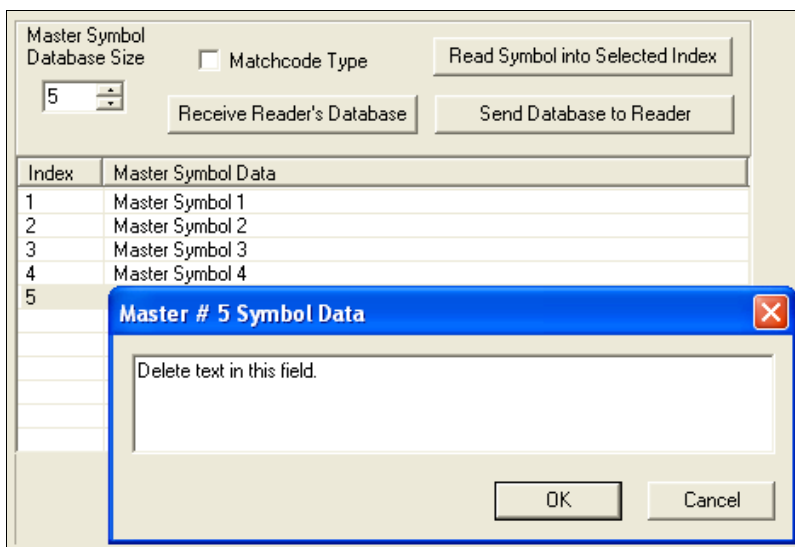 Master Symbol
Database Size
5
Matchcode Type
Read Symbol into Selected Index
Receive Reader's Database
Send Database to Reader
Index Master Symbol Data
1 Master Symbol 1
2 Master Symbol 2
3 Master Symbol 3
4 Master Symbol 4
5
Master # 5 Symbol Data
Delete text in this field.
OK Cancel